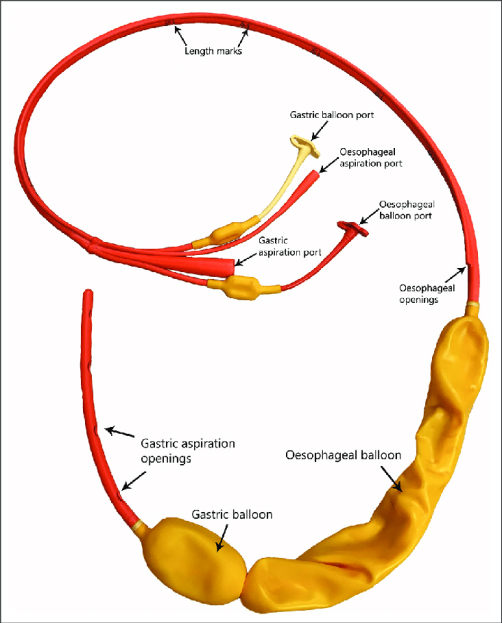 Length marks
Gastric balloon port
Oesophageal
aspiration port
Oesophageal
balloon port
Gastric
aspiration port
Oesophageal
openings
Gastric aspiration
openings
Oesophageal balloon
Gastric balloon